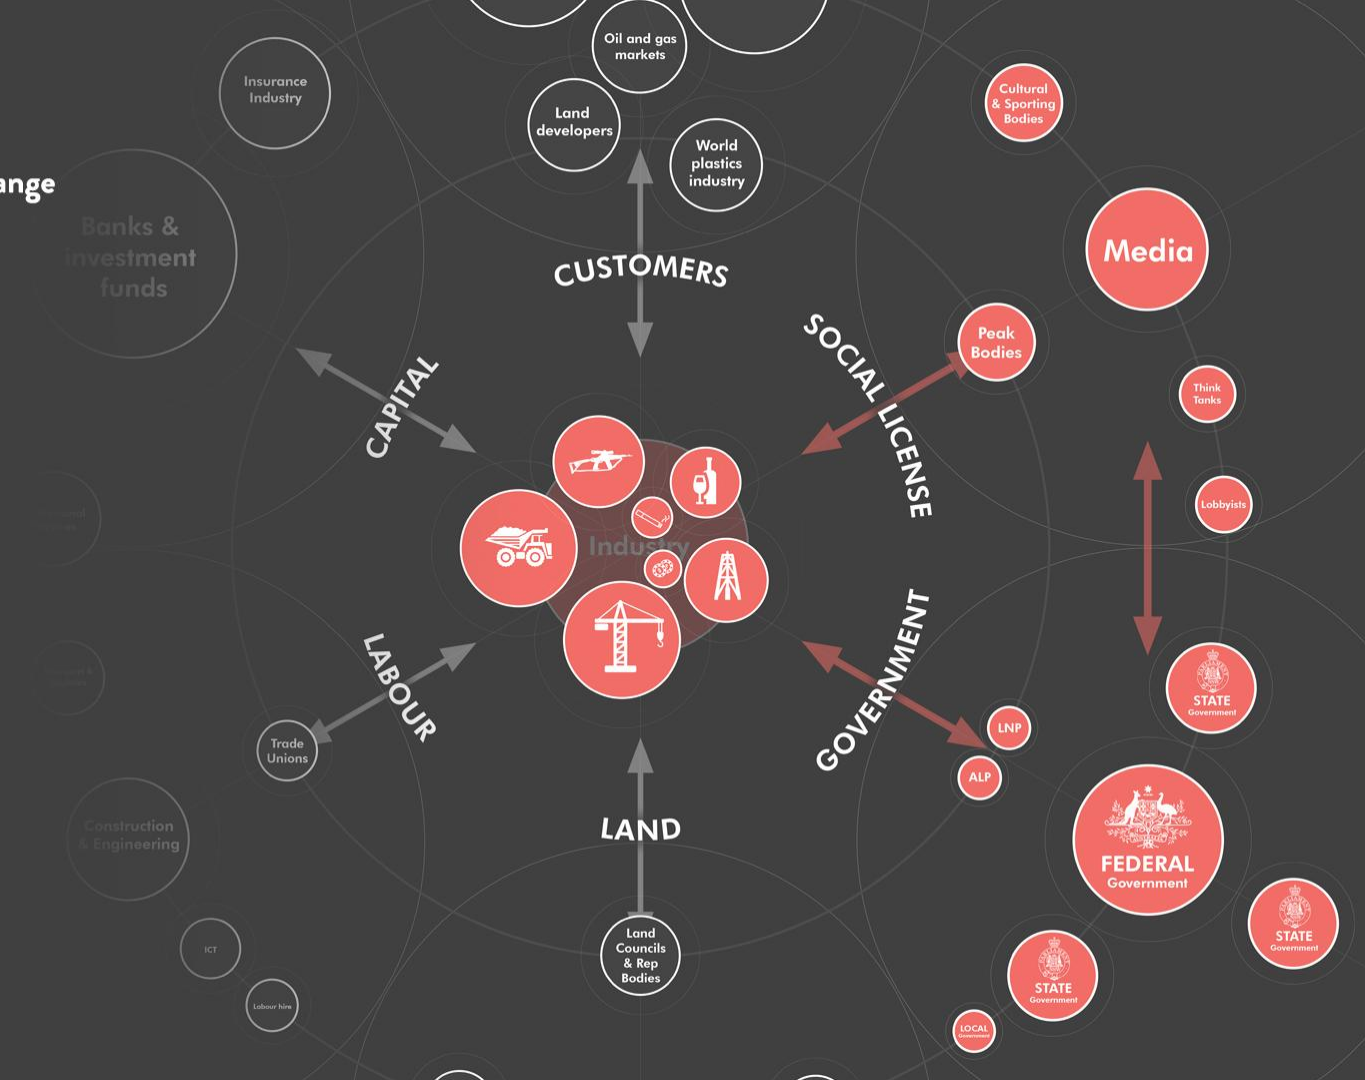 Oil and gas
markets
Insurance
Industry
Land
developers
World
plastics
industry
Cultural
& Sporting
Bodies
ange
Banks &
investment
funds
Media
CUSTOMERS
Peak
Bodies
SOCIAL LICENSE
CAPITAL
Think
Tanks
Lobbyists
Industry
LABOUR
GOVERNMENT
STATE
Government
LNP
ALP
Trade
Unions
LAND
Construction
& Engineering
FEDERAL
Government
Land
Councils
& Rep
Bodies
STATE
Government
ICT
STATE
Government
Labour hire
LOCAL
Government